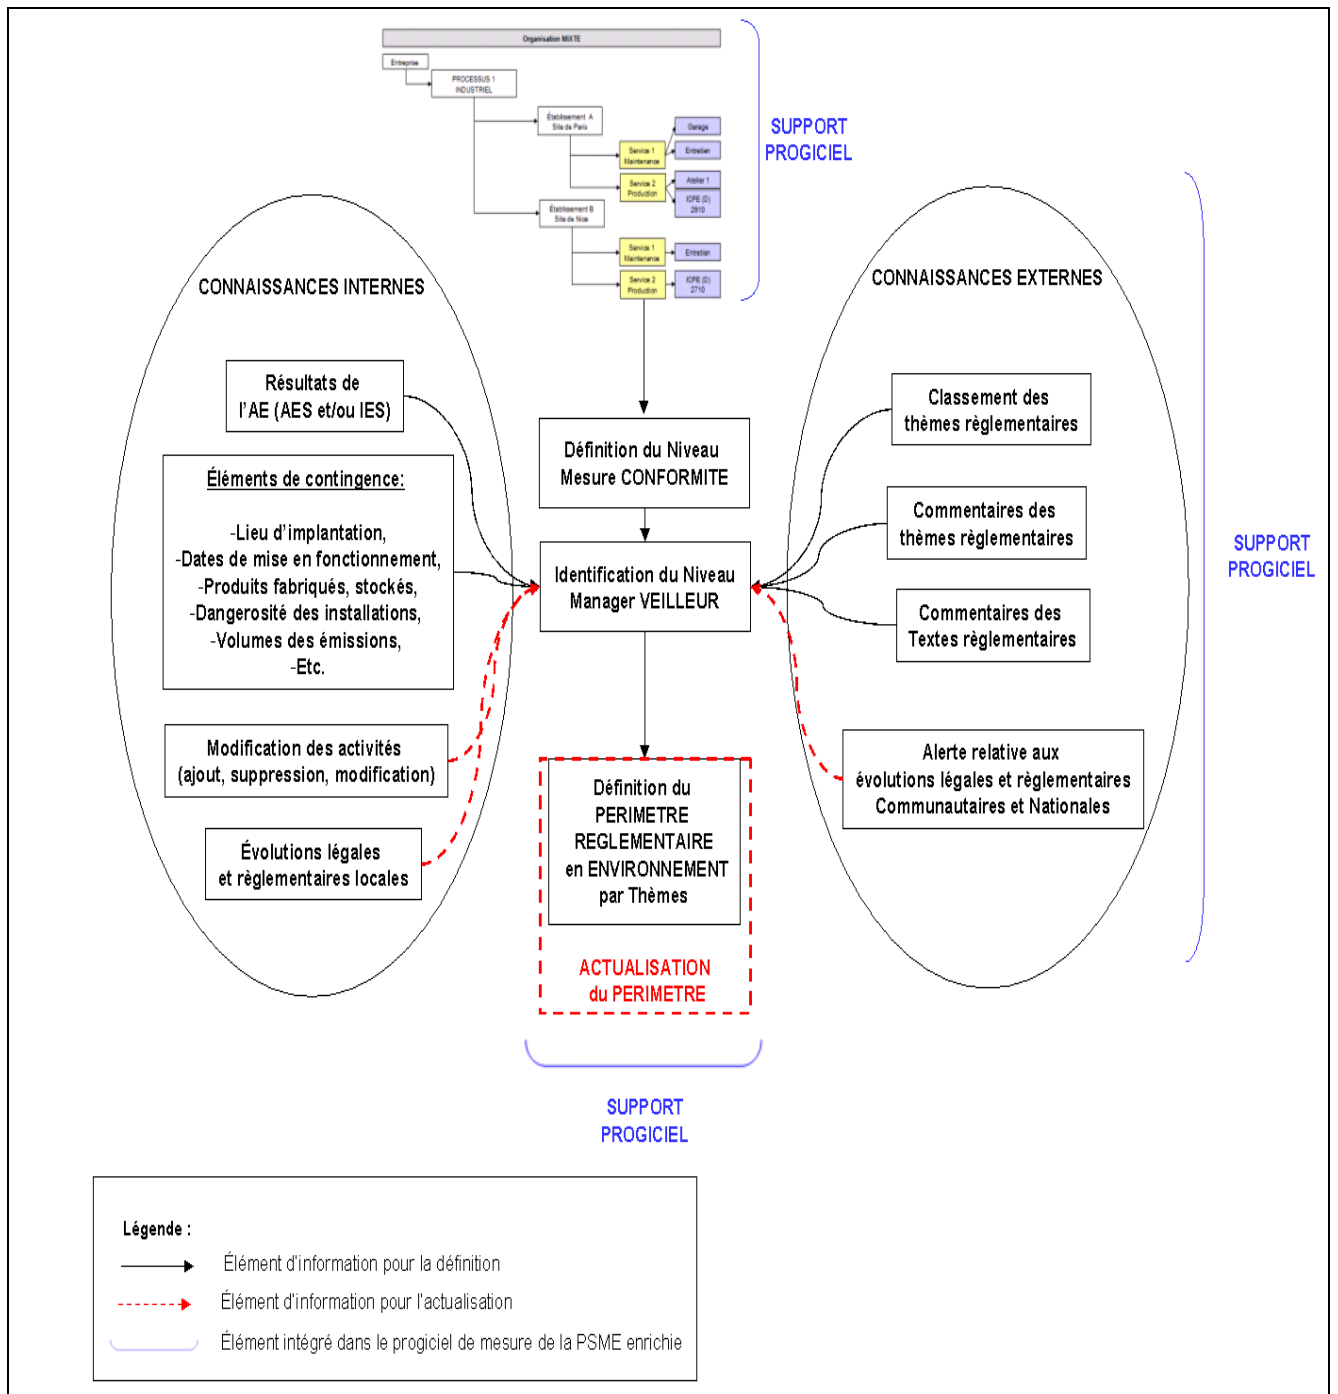 Organisation MIXTE
Entreprise
PROCESSUS 1
INDUSTRIEL
Établissement A
Site de Paris
Service 1
Maintenance
Garage
Entretien
Service 2
Production
Atelier 1
ICPE (D)
2910
Établissement B
Site de Nice
Service 1
Maintenance
Entretien
Service 2
Production
ICPE (D)
2710
SUPPORT
PROGICIEL
CONNAISSANCES INTERNES
Résultats de
l'AE (AES et/ou IES)
Éléments de contingence:
-Lieu d'implantation,
-Dates de mise en fonctionnement,
-Produits fabriqués, stockés,
-Dangerosité des installations,
-Volumes des émissions,
-Etc.
Modification des activités
(ajout, suppression, modification)
Évolutions légales
et règlementaires locales
Définition du Niveau
Mesure CONFORMITE
Identification du Niveau
Manager VEILLEUR
Définition du
PERIMETRE
REGLEMENTAIRE
en ENVIRONNEMENT
par Thèmes
ACTUALISATION
du PERIMETRE
SUPPORT
PROGICIEL
CONNAISSANCES EXTERNES
Classement des
thèmes règlementaires
Commentaires des
thèmes règlementaires
Commentaires des
Textes règlementaires
Alerte relative aux
évolutions légales et règlementaires
Communautaires et Nationales
SUPPORT
PROGICIEL
Légende :
Élément d'information pour la définition
Élément d'information pour l'actualisation
Élément intégré dans le progiciel de mesure de la PSME enrichie